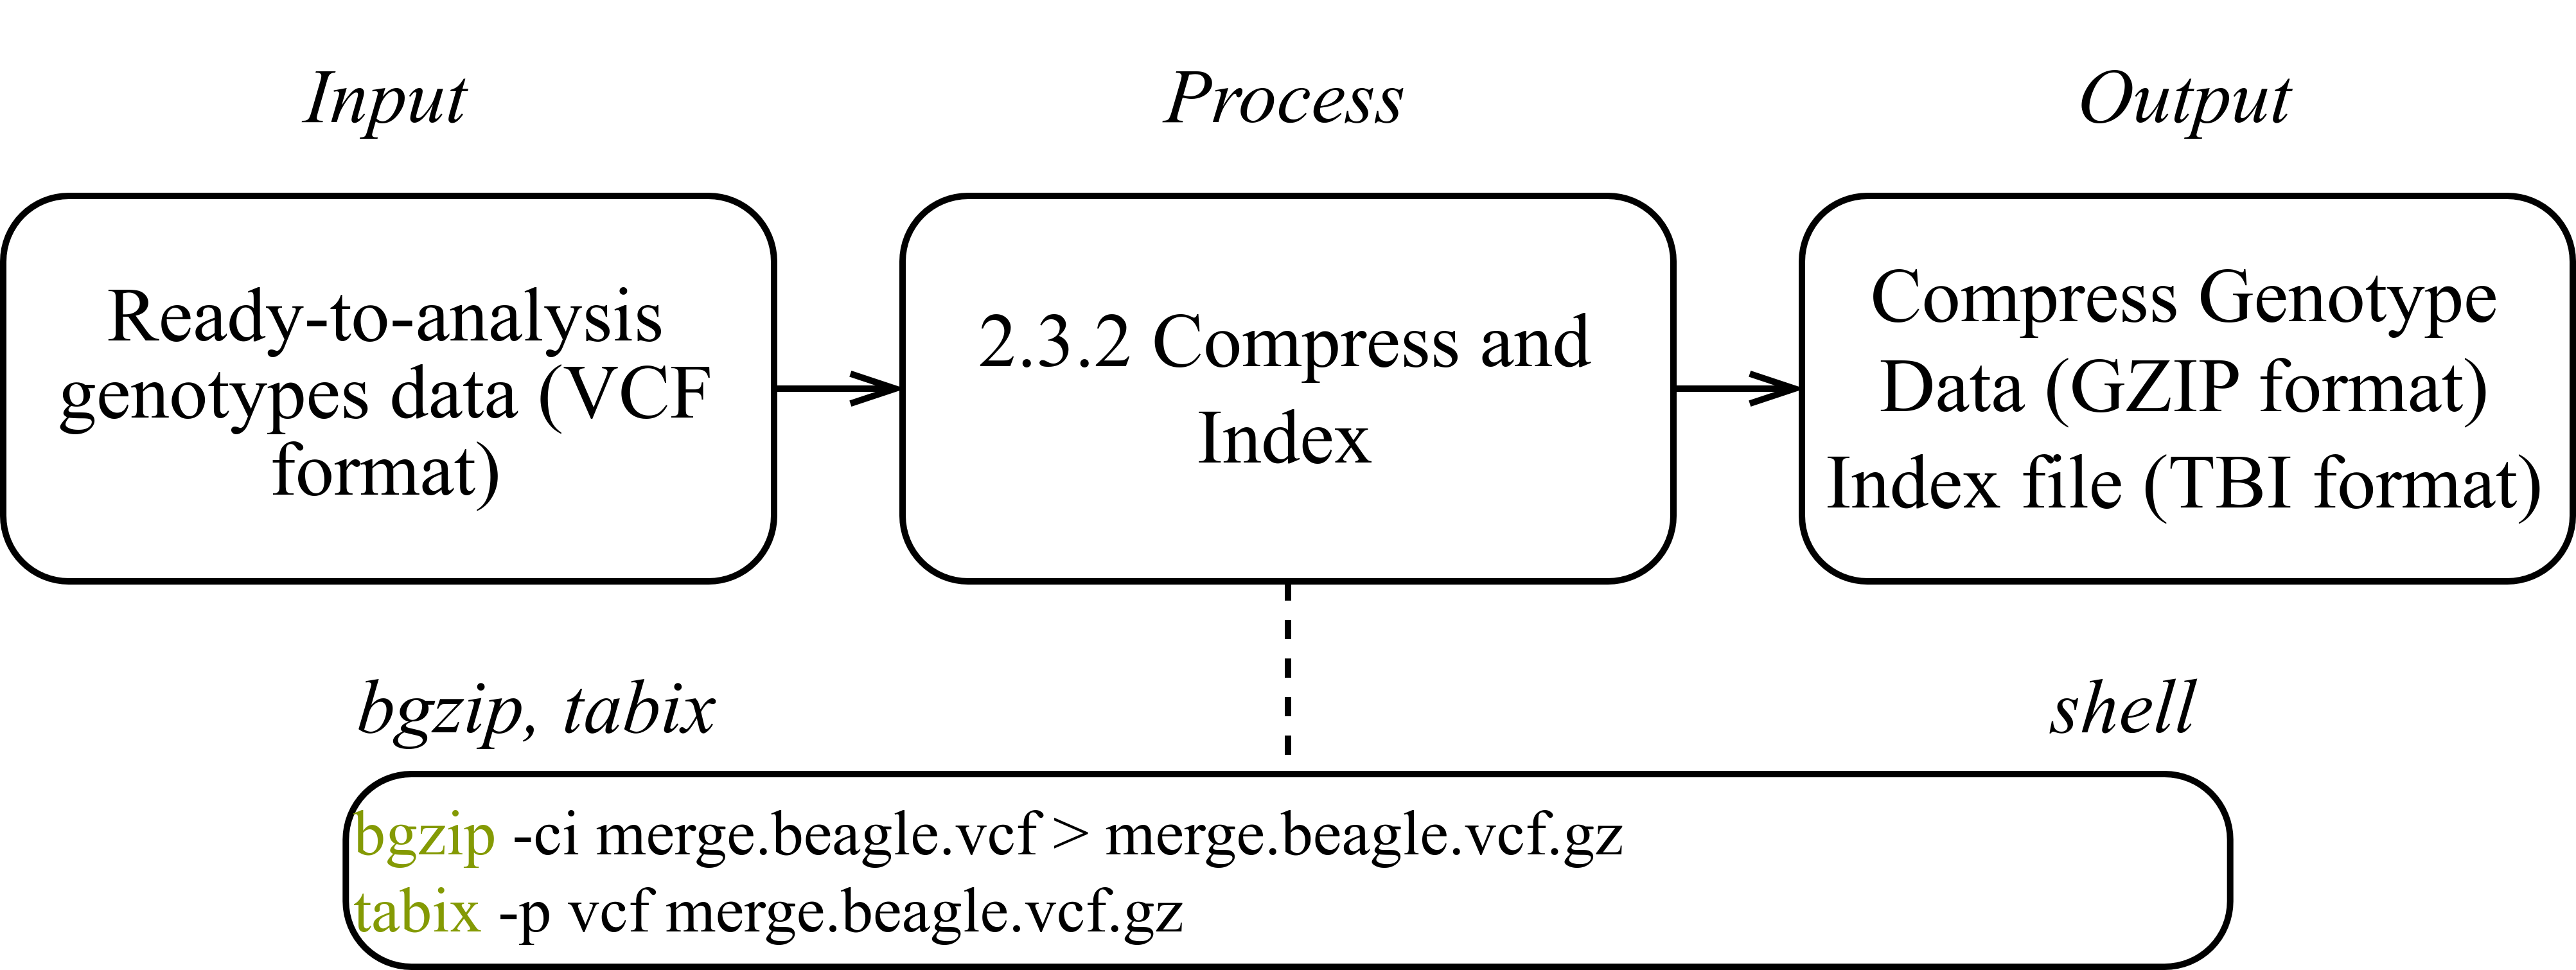 Input
Process
Output
Ready-to-analysis
genotypes data (VCF
format)
2.3.2 Compress and
Index
Compress Genotype
Data (GZIP format)
Index file (TBI format)
bgzip, tabix
shell
bgzip -ci merge.beagle.vcf > merge.beagle.vcf.gz
tabix -p vcf merge.beagle.vcf.gz